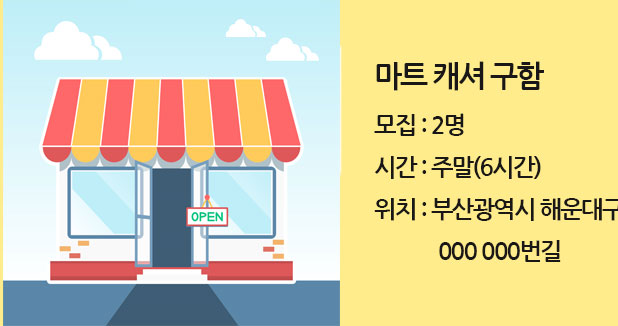 마트 캐셔 구함
모집 : 2명
시간 : 주말(6시간)
위치 : 부산광역시 해운대구
000 000번길
OPEN